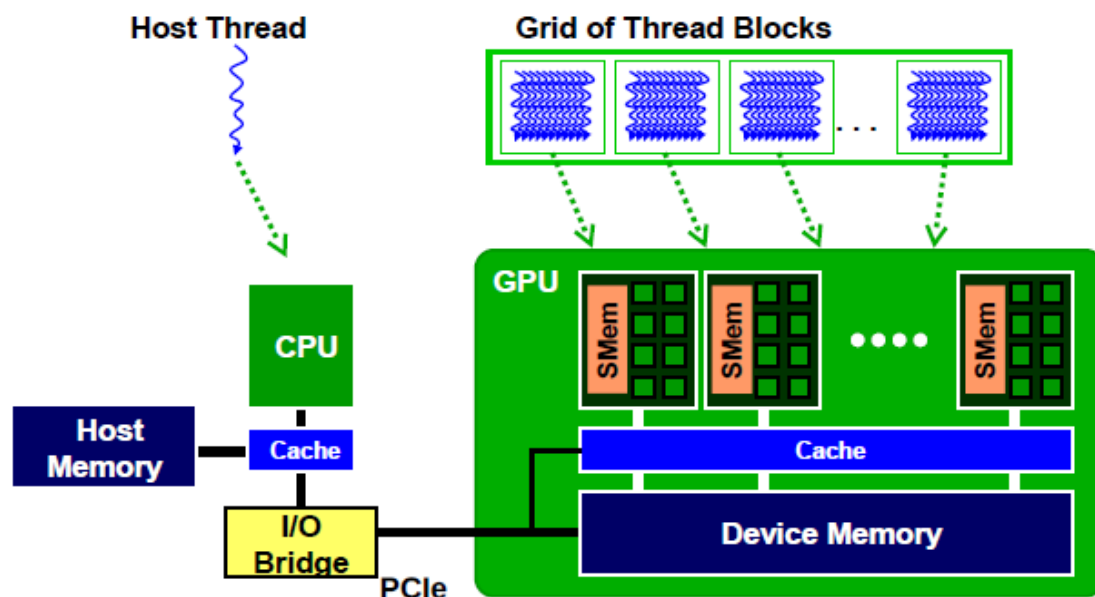 Host Thread
Grid of Thread Blocks
. . .
GPU
SMem
SMem
SMem
CPU
Host
Memory
Cache
Cache
I/O
Bridge
Device Memory
PCIe